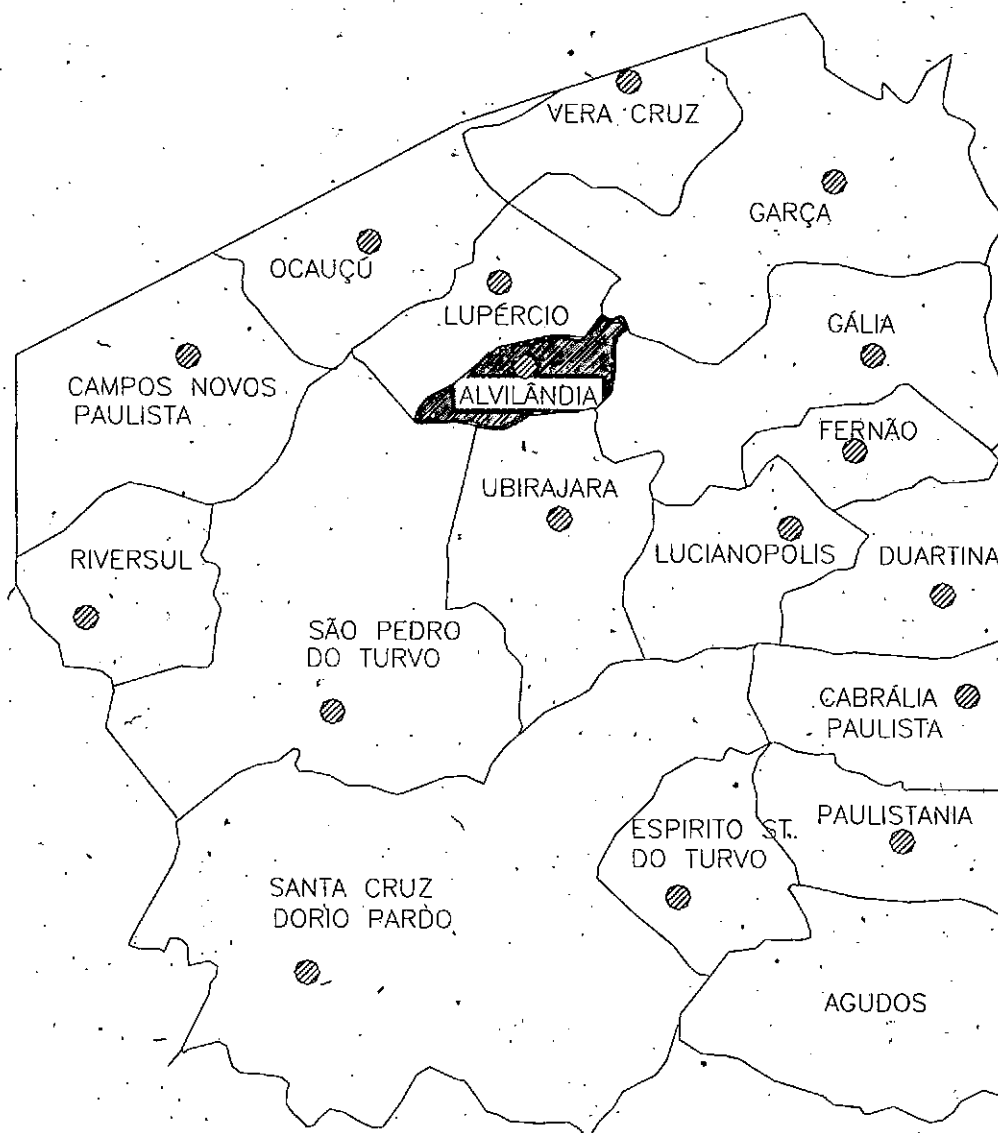 VERA CRUZ
GARÇA
OCAUÇÚ
LUPÉRCIO
GÁLIA
CAMPOS NOVOS
PAULISTA
ALVILÂNDIA
FERNÃO
UBIRAJARA
RIVERSUL
LUCIANOPOLIS
DUARTINA
SÃO PEDRO
DO TURVO
CABRÁLIA
PAULISTA
ESPIRITO ST.
DO TURVO
PAULISTANIA
SANTA CRUZ
DORIO PARDO
AGUDOS